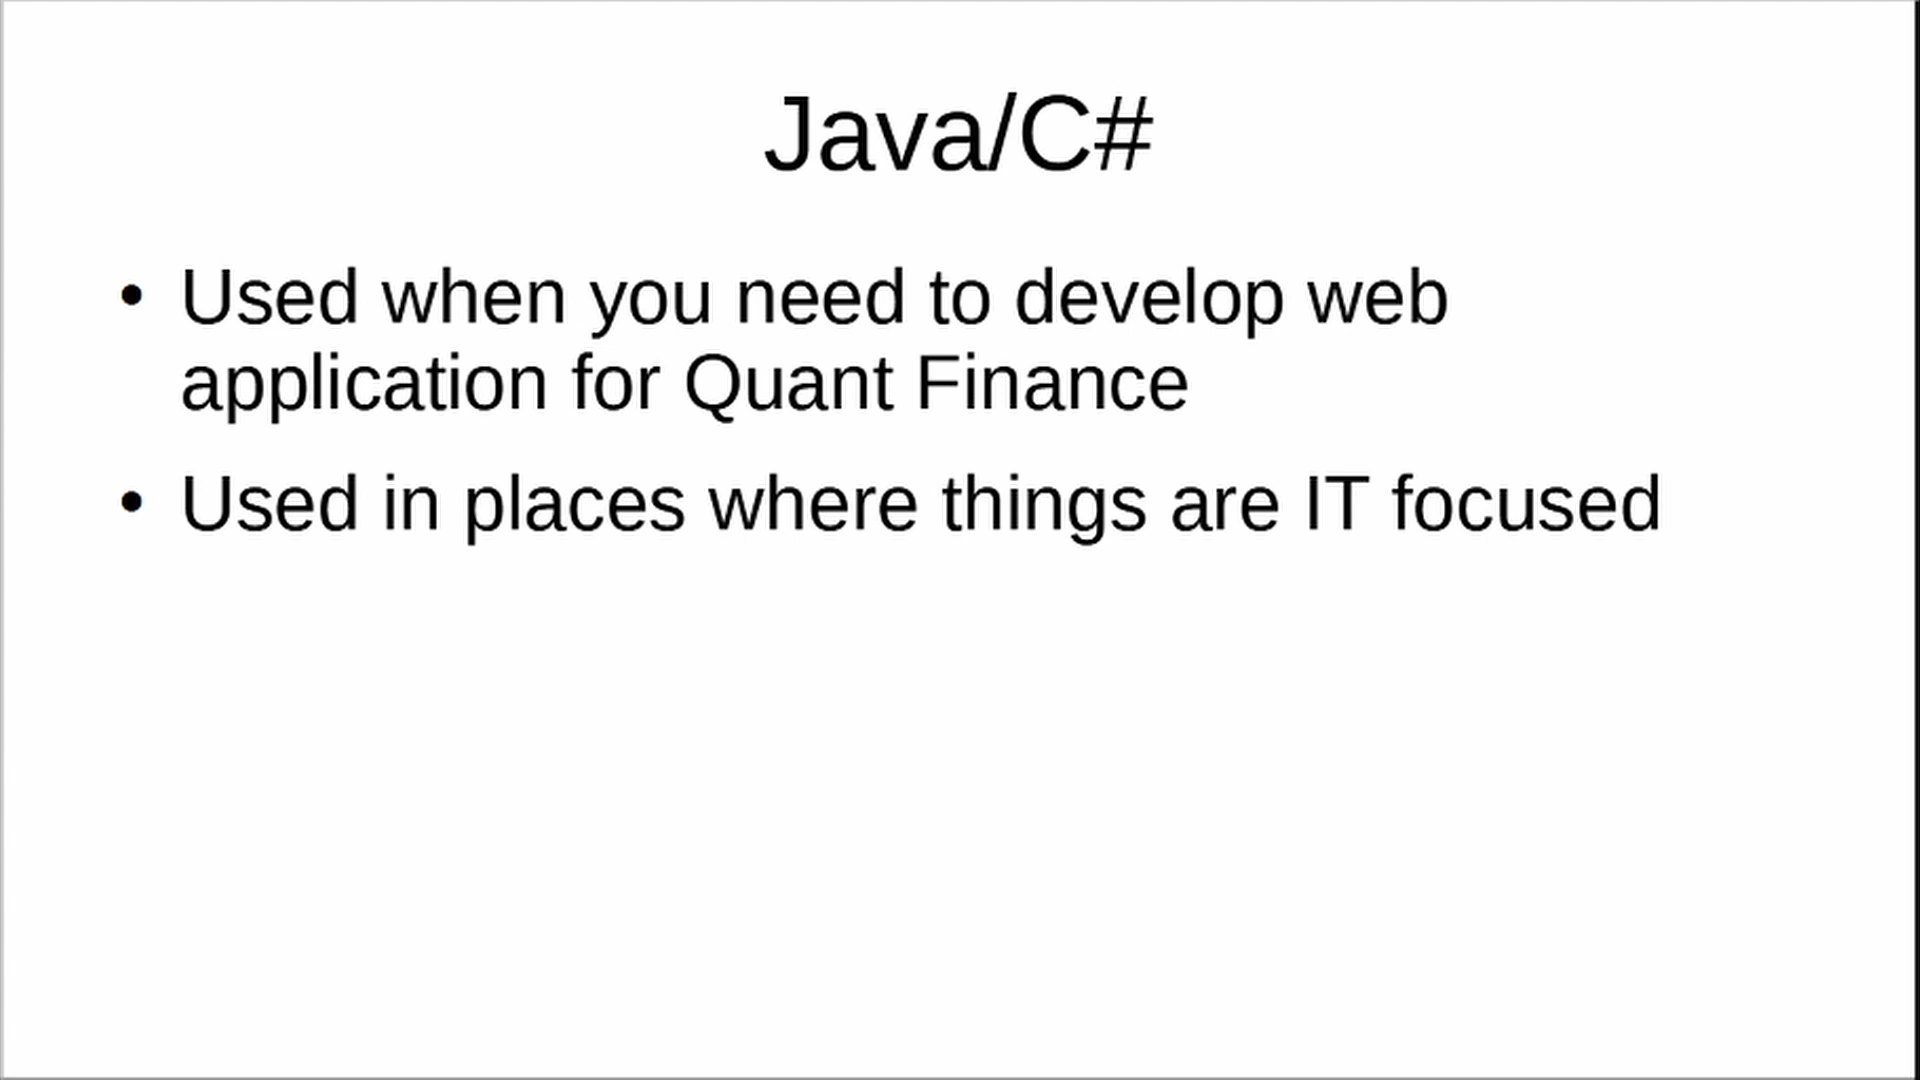 Java/C#
• Used when you need to develop web
application for Quant Finance
• Used in places where things are IT focused